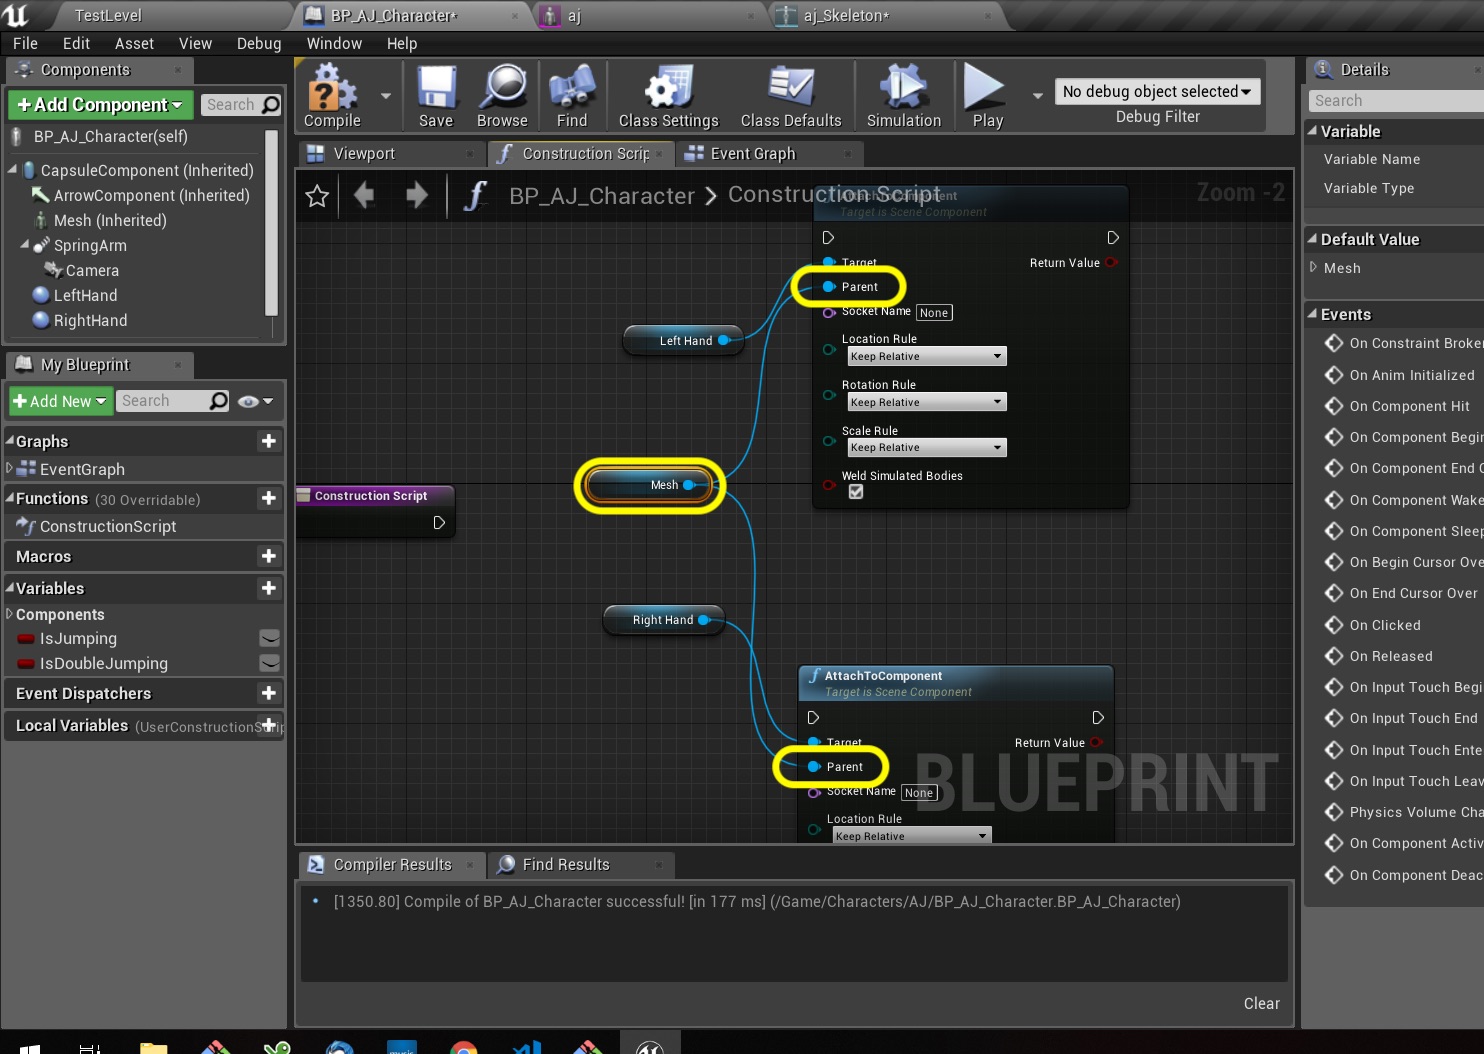 TestLevel
BP_AJ_Character*
aj
aj_Skeleton*
File Edit Asset View Debug Window Help
Components
+Add Component
Search
BP_AJ_Character(self)
CapsuleComponent (Inherited)
ArrowComponent (Inherited)
Mesh (Inherited)
SpringArm
Camera
LeftHand
RightHand
My Blueprint
+Add New
Search
Graphs
EventGraph
Functions (30 Overridable)
ConstructionScript
Macros
Variables
Components
IsJumping
IsDoubleJumping
Event Dispatchers
Local Variables (UserConstructionScrip
Compile
Save
Browse
Find
Class Settings
Class Defaults
Simulation
Play
No debug object selected
Debug Filter
Viewport
Construction Scrip
Event Graph
BP_AJ_Character > Construction Script
Zoom -2
AttachToComponent
Target is Scene Component
Target
Return Value
Parent
Socket Name None
Location Rule
Keep Relative
Rotation Rule
Keep Relative
Scale Rule
Keep Relative
Weld Simulated Bodies
Left Hand
Mesh
Construction Script
Right Hand
AttachToComponent
Target is Scene Component
Target
Return Value
Parent
Socket Name None
Location Rule
Keep Relative
BLUEPRINT
Compiler Results
Find Results
[1350.80] Compile of BP_AJ_Character successful! [in 177 ms] (/Game/Characters/AJ/BP_AJ_Character.BP_AJ_Character)
Clear
Details
Search
Variable
Variable Name
Variable Type
Default Value
Mesh
Events
On Constraint Broker
On Anim Initialized
On Component Hit
On Component Begin
On Component End O
On Component Wake
On Component Sleep
On Begin Cursor Ove
On End Cursor Over
On Clicked
On Released
On Input Touch Begi
On Input Touch End
On Input Touch Ente
On Input Touch Leav
Physics Volume Cha
On Component Activ
On Component Deac